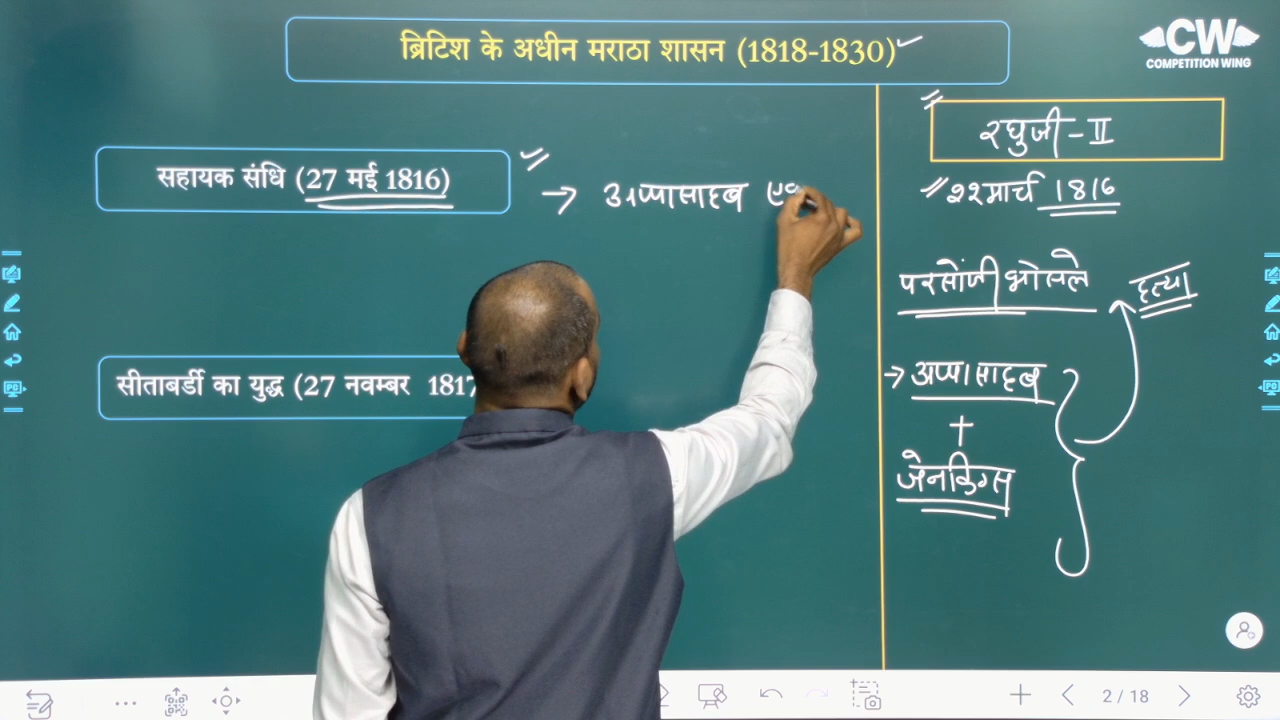 ब्रिटिश के अधीन मराठा शासन (1818-1830)
CW
COMPETITION WING
सहायक संधि (27 मई 1816)
→ अप्पासाहब
सीताबर्डी का युद्ध (27 नवम्बर 1817
रघुजी-II
२२मार्च 1816
परसोजी भोसले
हत्या
→ अप्पासाहब
+
जेनकिंग्स
2 / 18